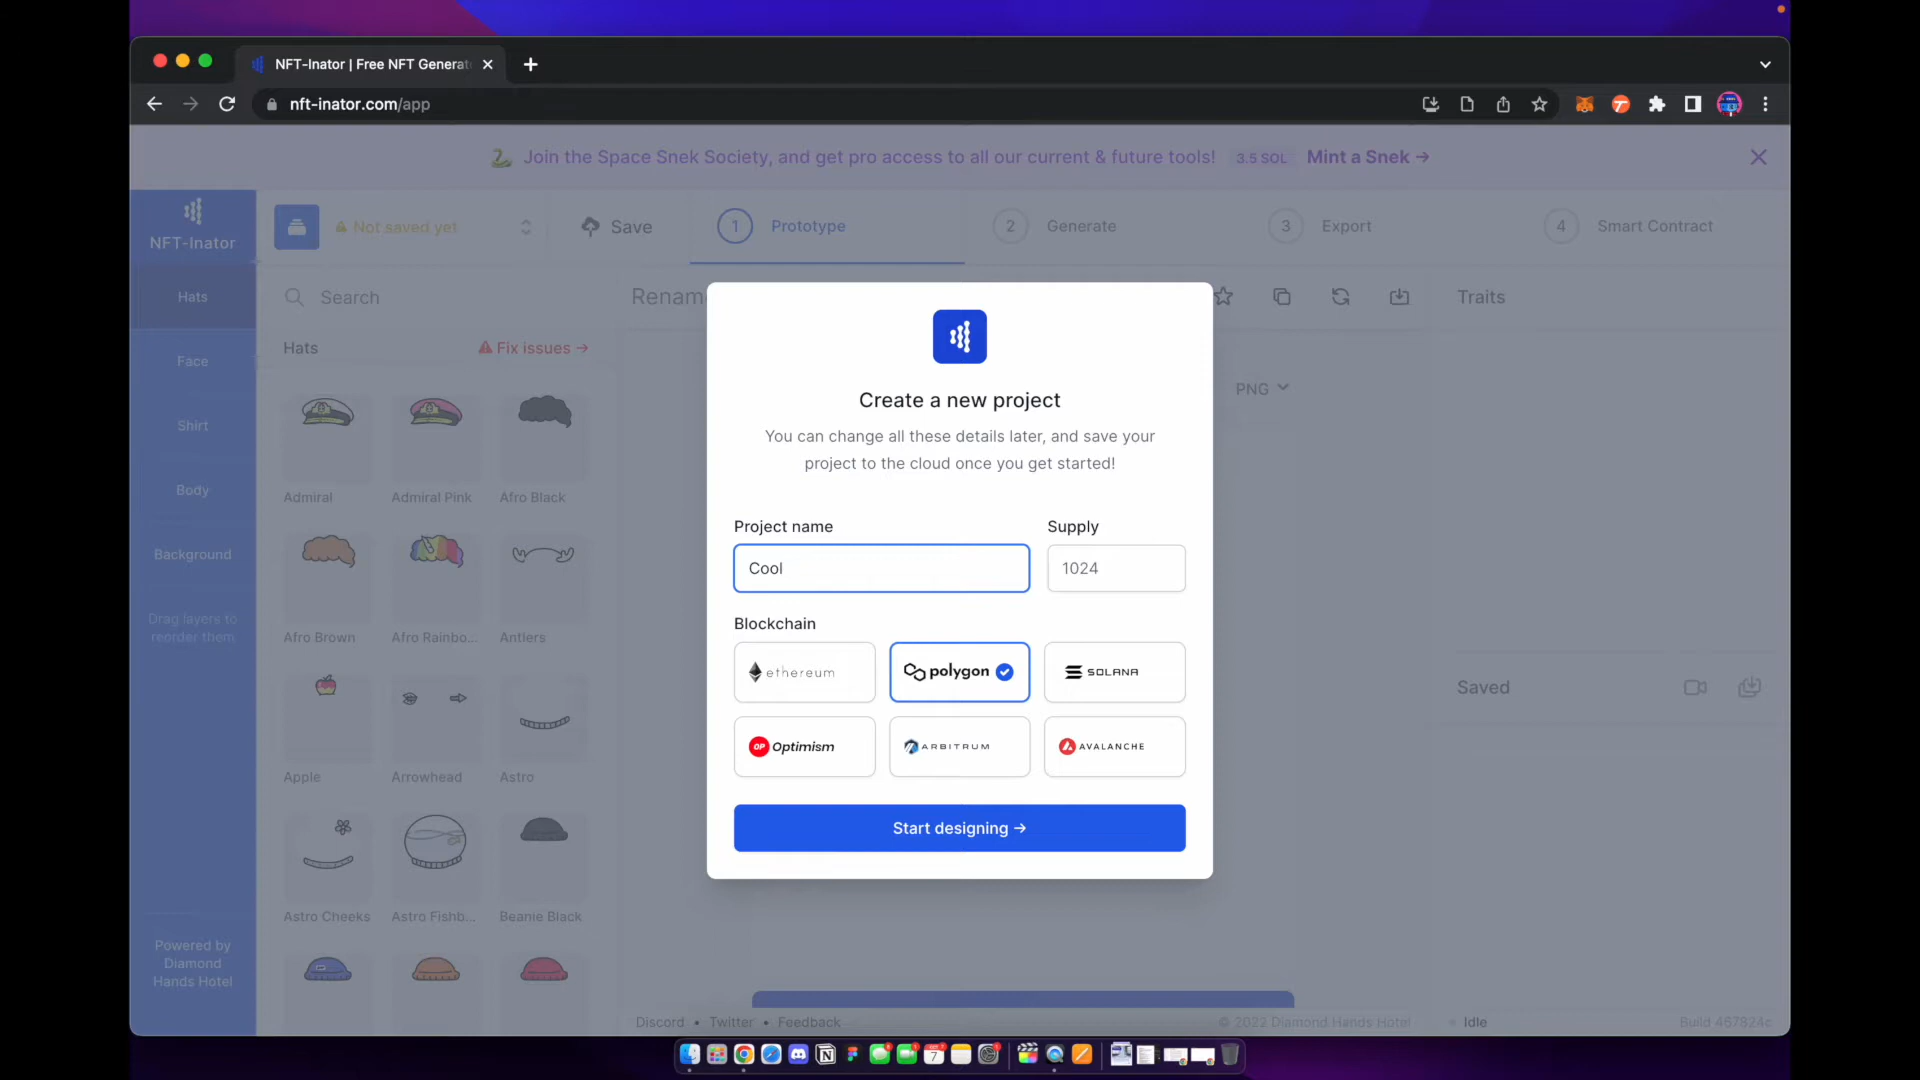 NFT-Inator | Free NFT Generat
nft-inator.com/app
Join the Space Snek Society, and get pro access to all our current & future tools! 3.5 SOL Mint a Snek →
NFT-Inator
Not saved yet
Save
1 Prototype
2 Generate
3 Export
4 Smart Contract
Hats
Face
Shirt
Body
Background
Drag layers to
reorder them
Powered by
Diamond
Hands Hotel
Search
Hats
Fix issues →
Admiral
Admiral Pink
Afro Black
Afro Brown
Afro Rainbo...
Antlers
Apple
Arrowhead
Astro
Astro Cheeks
Astro Fishb...
Beanie Black
Renam
PNG
Traits
Saved
Create a new project
You can change all these details later, and save your
project to the cloud once you get started!
Project name
Supply
Cool
1024
Blockchain
ethereum
polygon
SOLANA
OP Optimism
ARBITRUM
AVALANCHE
Start designing →
Discord • Twitter • Feedback
© 2022 Diamond Hands Hotel
Idle
Build 467824c
7